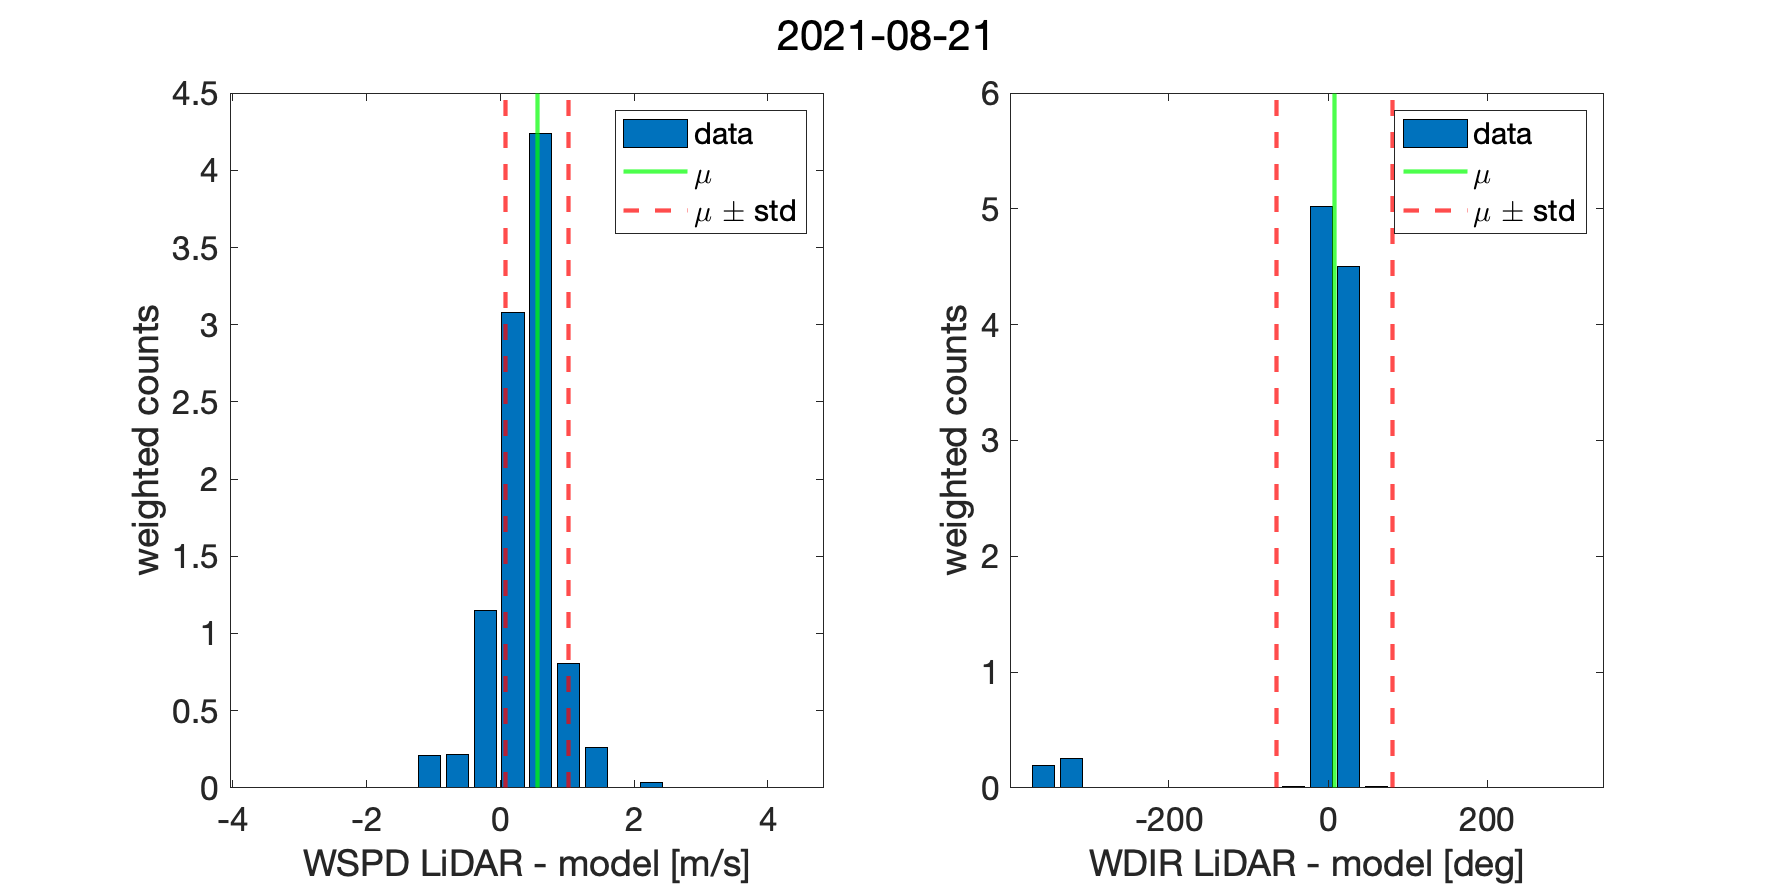 2021-08-21
4.5
4
3.5
3
2.5
2
1.5
1
0.5
0
-4
-2
0
2
4
weighted counts
WSPD LiDAR - model [m/s]
data
μ
μ ± std
6
5
4
3
2
1
0
-200
0
200
weighted counts
WDIR LiDAR - model [deg]
data
μ
μ ± std